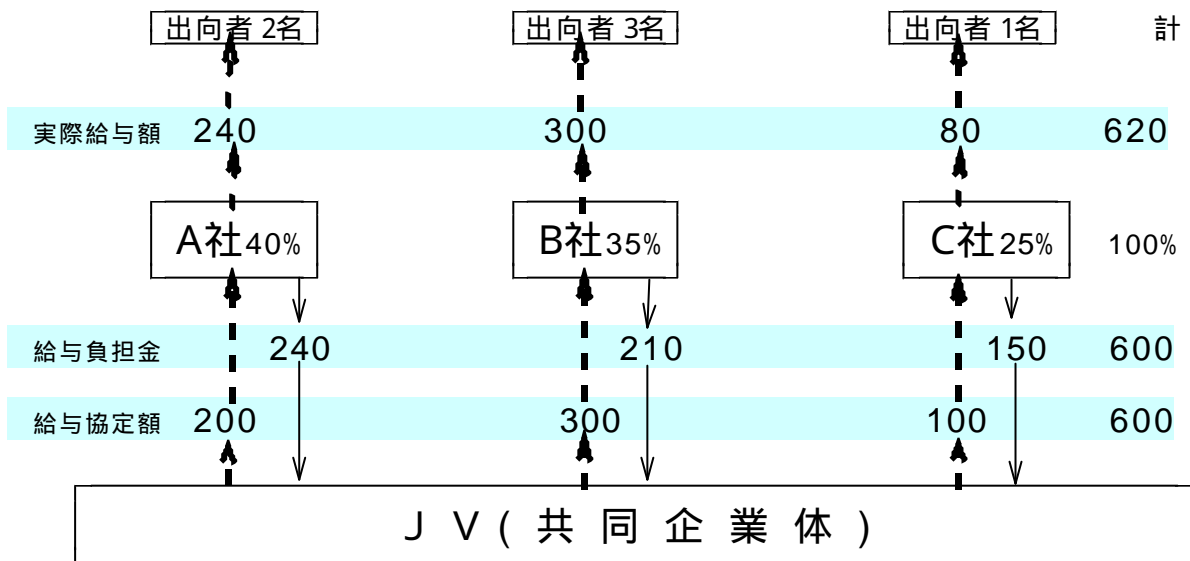 出向者 2名 出向者 3名 出向者 1名 計
実際給与額 240 300 80 620
A社40% B社35% C社25% 100%
給与負担金 240 210 150 600
給与協定額 200 300 100 600
J V ( 共 同 企 業 体 )